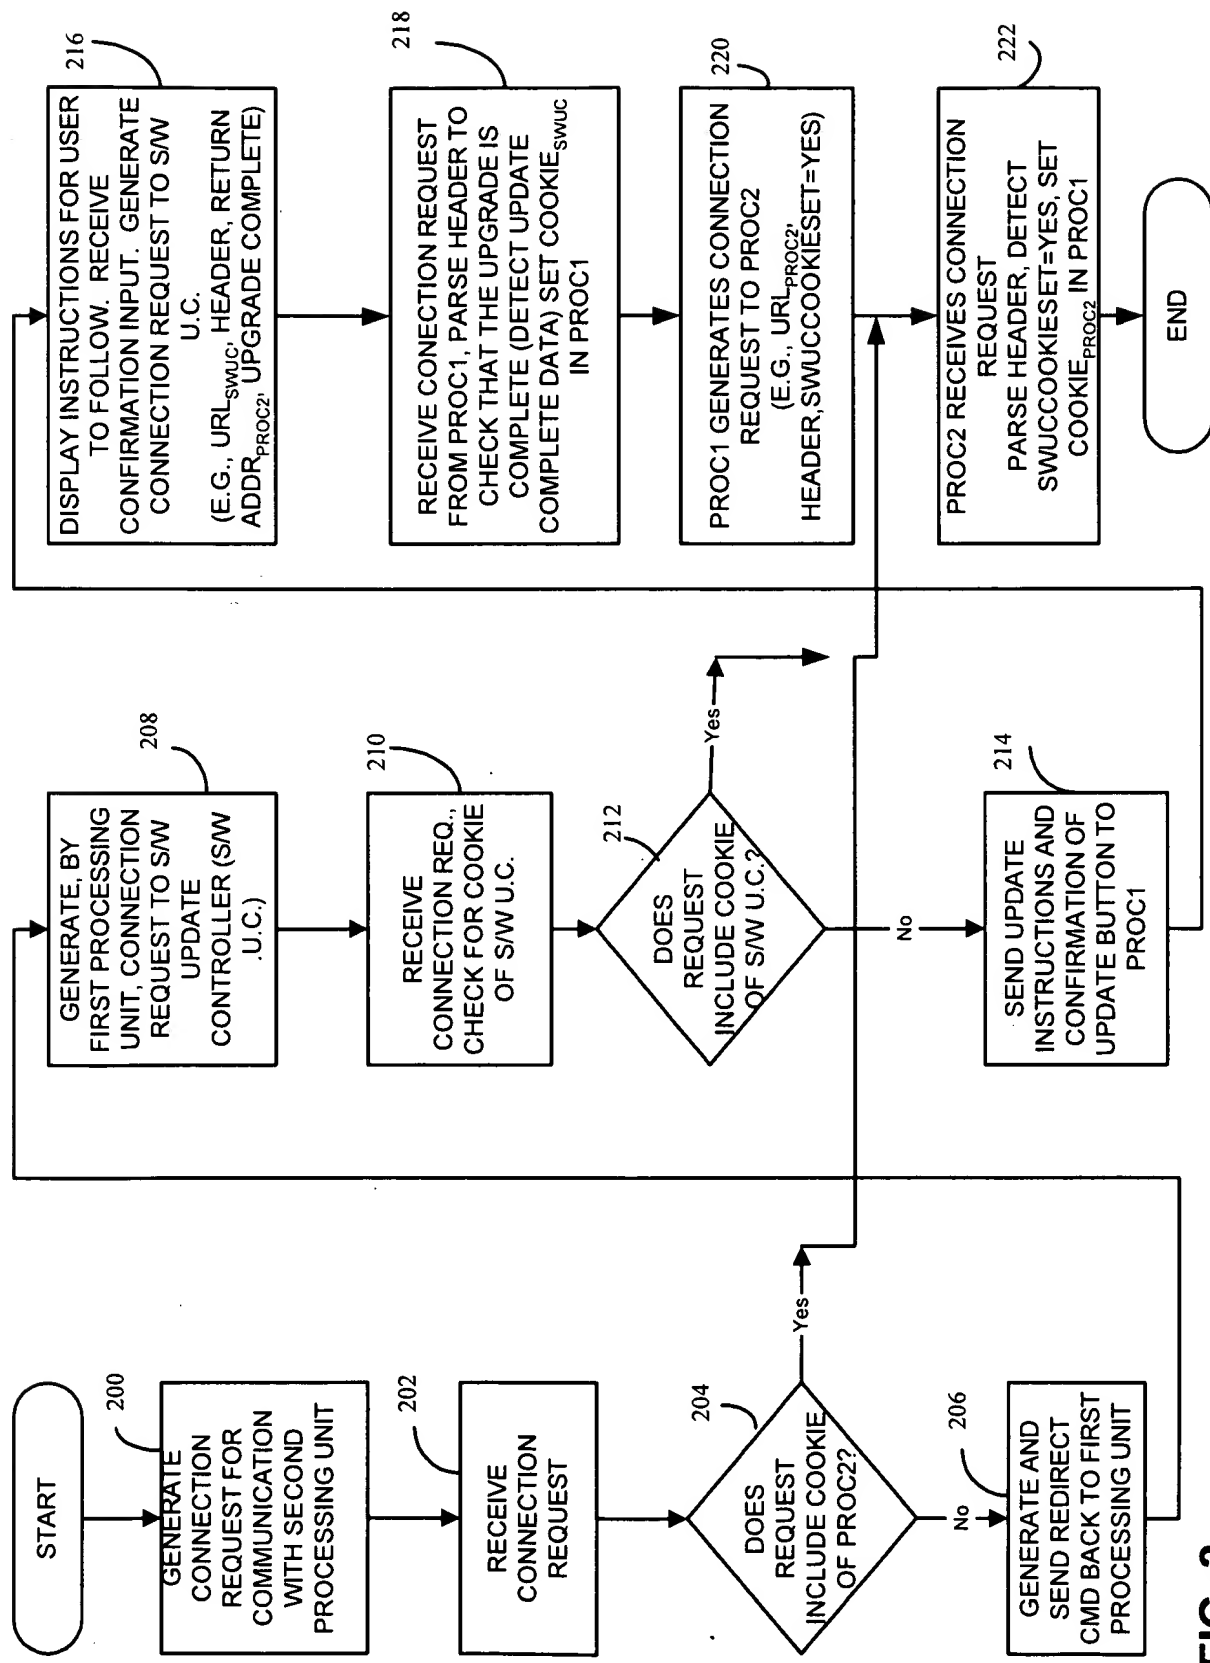 START
200
GENERATE
CONNECTION
REQUEST FOR
COMMUNICATION
WITH SECOND
PROCESSING UNIT
202
RECEIVE
CONNECTION
REQUEST
204
DOES
REQUEST
INCLUDE COOKIE
OF PROC2?
Yes
No
206
GENERATE AND
SEND REDIRECT
CMD BACK TO FIRST
PROCESSING UNIT
208
GENERATE, BY
FIRST PROCESSING
UNIT, CONNECTION
REQUEST TO S/W
UPDATE
CONTROLLER (S/W
.U.C.)
210
RECEIVE
CONNECTION REQ.,
CHECK FOR COOKIE
OF S/W U.C.
212
DOES
REQUEST
INCLUDE COOKIE
OF S/W U.C.?
Yes
No
214
SEND UPDATE
INSTRUCTIONS AND
CONFIRMATION OF
UPDATE BUTTON TO
PROC1
216
DISPLAY INSTRUCTIONS FOR USER
TO FOLLOW. RECEIVE
CONFIRMATION INPUT. GENERATE
CONNECTION REQUEST TO S/W
U.C.
(E.G., URLSWUC, HEADER, RETURN
ADDRPROC2, UPGRADE COMPLETE)
218
RECEIVE CONECTION REQUEST
FROM PROC1, PARSE HEADER TO
CHECK THAT THE UPGRADE IS
COMPLETE (DETECT UPDATE
COMPLETE DATA) SET COOKIESWUC
IN PROC1
220
PROC1 GENERATES CONNECTION
REQUEST TO PROC2
(E.G., URLPROC2,
HEADER,SWUCCOOKIESET=YES)
222
PROC2 RECEIVES CONNECTION
REQUEST
PARSE HEADER, DETECT
SWUCCOOKIESET=YES, SET
COOKIEPROC2 IN PROC1
END